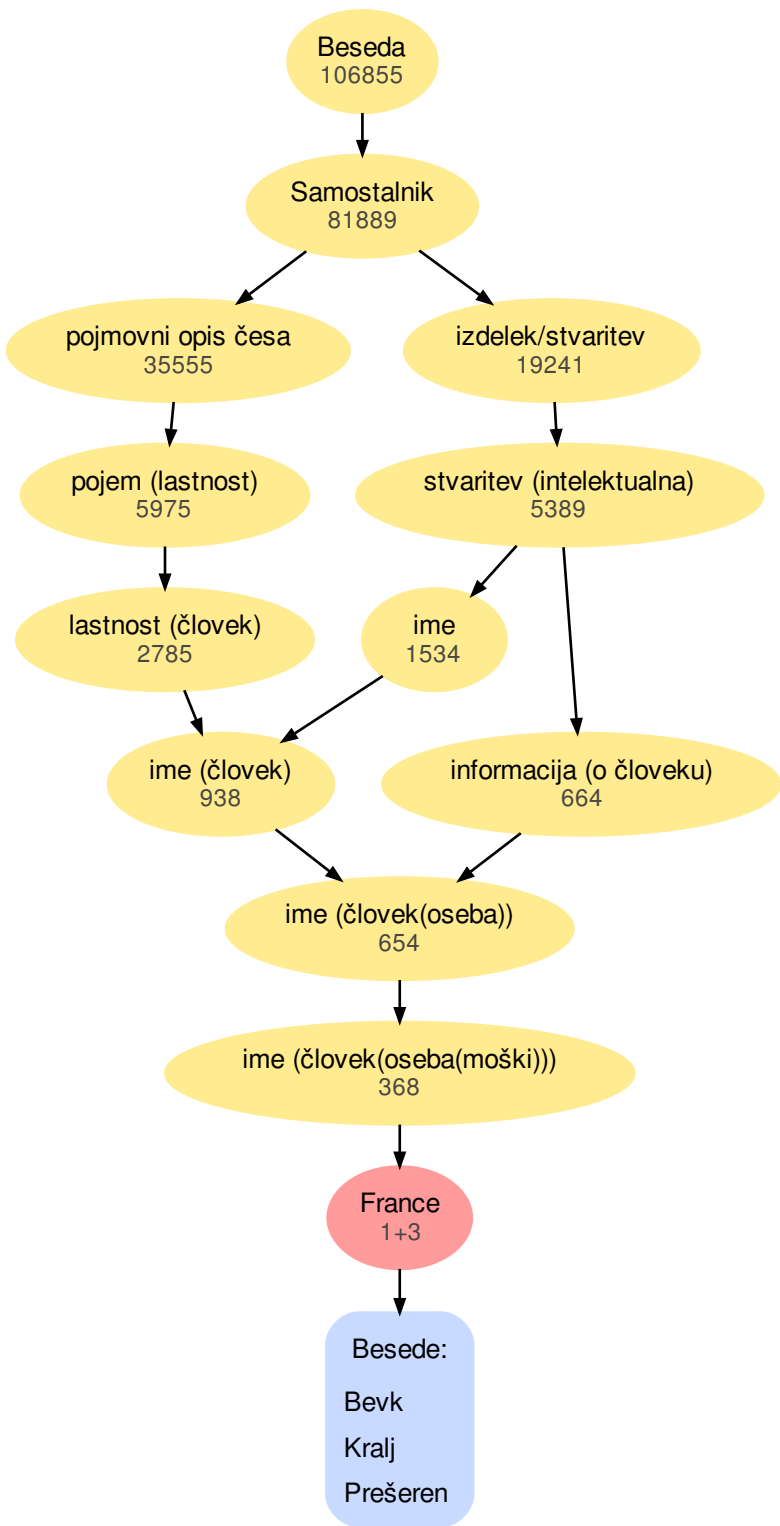 Beseda
106855
Samostalnik
81889
pojmovni opis česa
35555
izdelek/stvaritev
19241
pojem (lastnost)
5975
stvaritev (intelektualna)
5389
lastnost (človek)
2785
ime
1534
ime (človek)
938
informacija (o človeku)
664
ime (človek(oseba))
654
ime (človek(oseba(moški)))
368
France
1+3
Besede:
Bevk
Kralj
Prešeren